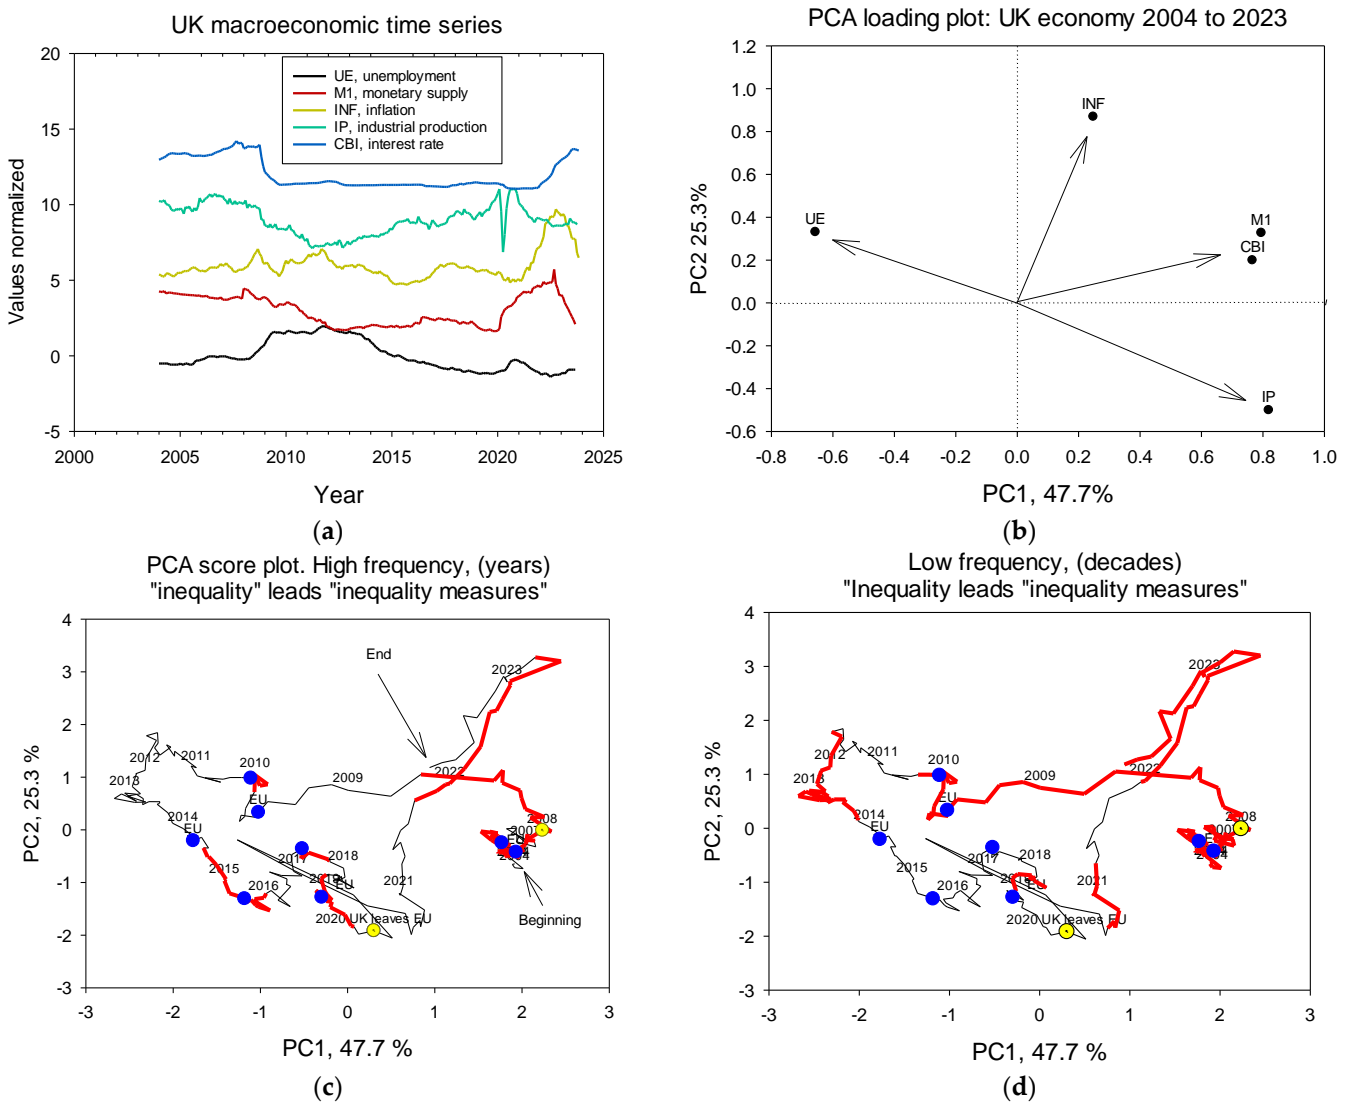 UK macroeconomic time series
20
15
10
5
0
-5
Values normalized
UE, unemployment
M1, monetary supply
INF, inflation
IP, industrial production
CBI, interest rate
2000 2005 2010 2015 2020 2025
Year
(a)
PCA loading plot: UK economy 2004 to 2023
1.2
1.0
0.8
0.6
0.4
0.2
0.0
-0.2
-0.4
-0.6
PC2 25.3%
INF
UE
M1
CBI
IP
-0.8 -0.6 -0.4 -0.2 0.0 0.2 0.4 0.6 0.8 1.0
PC1, 47.7%
(b)
PCA score plot. High frequency, (years)
"inequality" leads "inequality measures"
4
3
2
1
0
-1
-2
-3
PC2, 25.3 %
End
2023
2012
2011
2010
2013
2009
2022
EU
2014
EU
2008
2015
2017
2018
2016
EU
2021
2020 UK leaves EU
Beginning
-3 -2 -1 0 1 2 3
PC1, 47.7 %
(c)
Low frequency, (decades)
"Inequality leads "inequality measures"
4
3
2
1
0
-1
-2
-3
PC2, 25.3 %
2023
2012
2011
2010
2013
2009
2022
EU
2014
EU
2008
2015
2017
2018
2016
EU
2021
2020 UK leaves EU
-3 -2 -1 0 1 2 3
PC1, 47.7 %
(d)